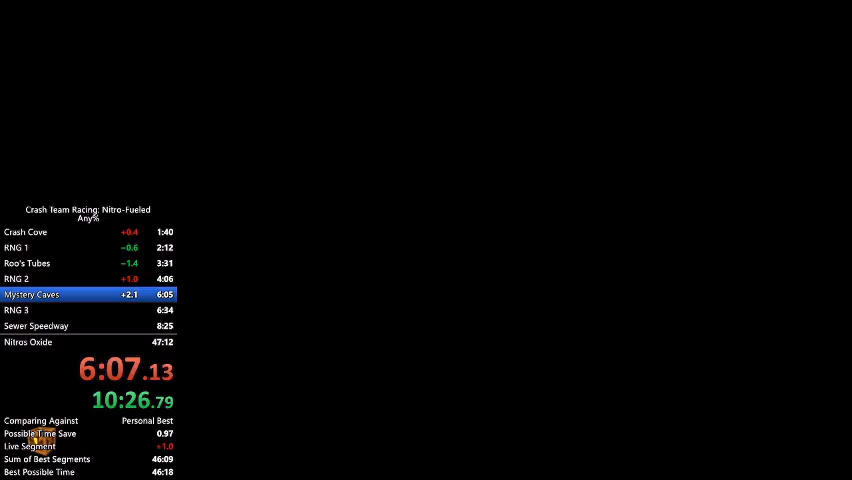 Crash Team Racing: Nitro-Fueled
Any%
Crash Cove +0.4 1:40
RNG 1 −0.6 2:12
Roo's Tubes −1.4 3:31
RNG 2 +1.0 4:06
Mystery Caves +2.1 6:05
RNG 3 6:34
Sewer Speedway 8:25
Nitros Oxide 47:12
6:07.13
10:26.79
Comparing Against Personal Best
Possible Time Save 0.97
Live Segment +1.0
Sum of Best Segments 46:09
Best Possible Time 46:18